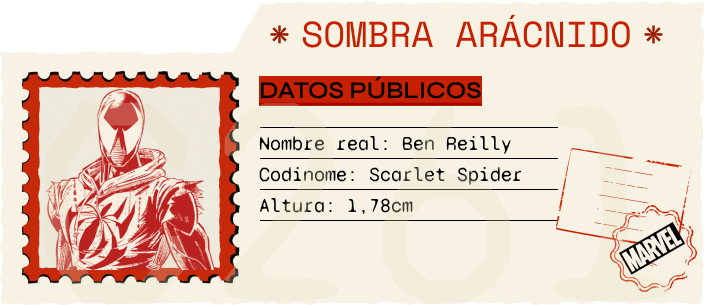 * SOMBRA ARÁCNIDO *
DATOS PÚBLICOS
Nombre real: Ben Reilly
Codinome: Scarlet Spider
Altura: 1,78cm
MARVEL